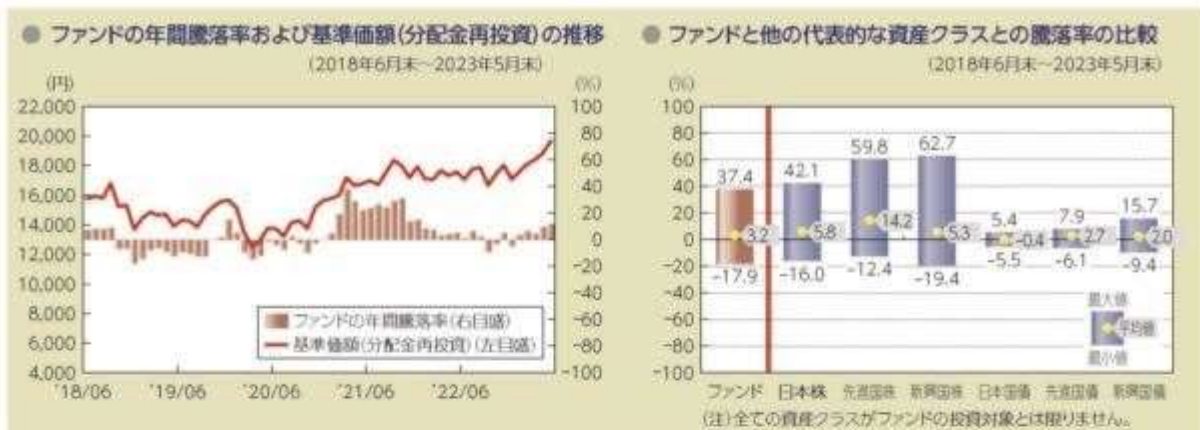 ● ファンドの年間騰落率および基準価額(分配金再投資)の推移
(2018年6月末～2023年5月末)
(円)
(%)
22,000
20,000
18,000
16,000
14,000
12,000
10,000
8,000
6,000
4,000
100
80
60
40
20
0
-20
-40
-60
-80
-100
ファンドの年間騰落率(右目盛)
基準価額(分配金再投資)(左目盛)
'18/06 '19/06 '20/06 '21/06 '22/06
● ファンドと他の代表的な資産クラスとの騰落率の比較
(2018年6月末～2023年5月末)
(%)
100
80
60
40
20
0
-20
-40
-60
-80
-100
37.4 42.1 59.8 62.7 5.4 7.9 15.7
3.2 5.8 14.2 5.3 -0.4 2.7 2.0
-17.9 -16.0 -12.4 -19.4 -5.5 -6.1 -9.4
最大値
平均値
最小値
ファンド 日本株 先進国株 新興国株 日本国債 先進国債 新興国債
(注)全ての資産クラスがファンドの投資対象とは限りません。